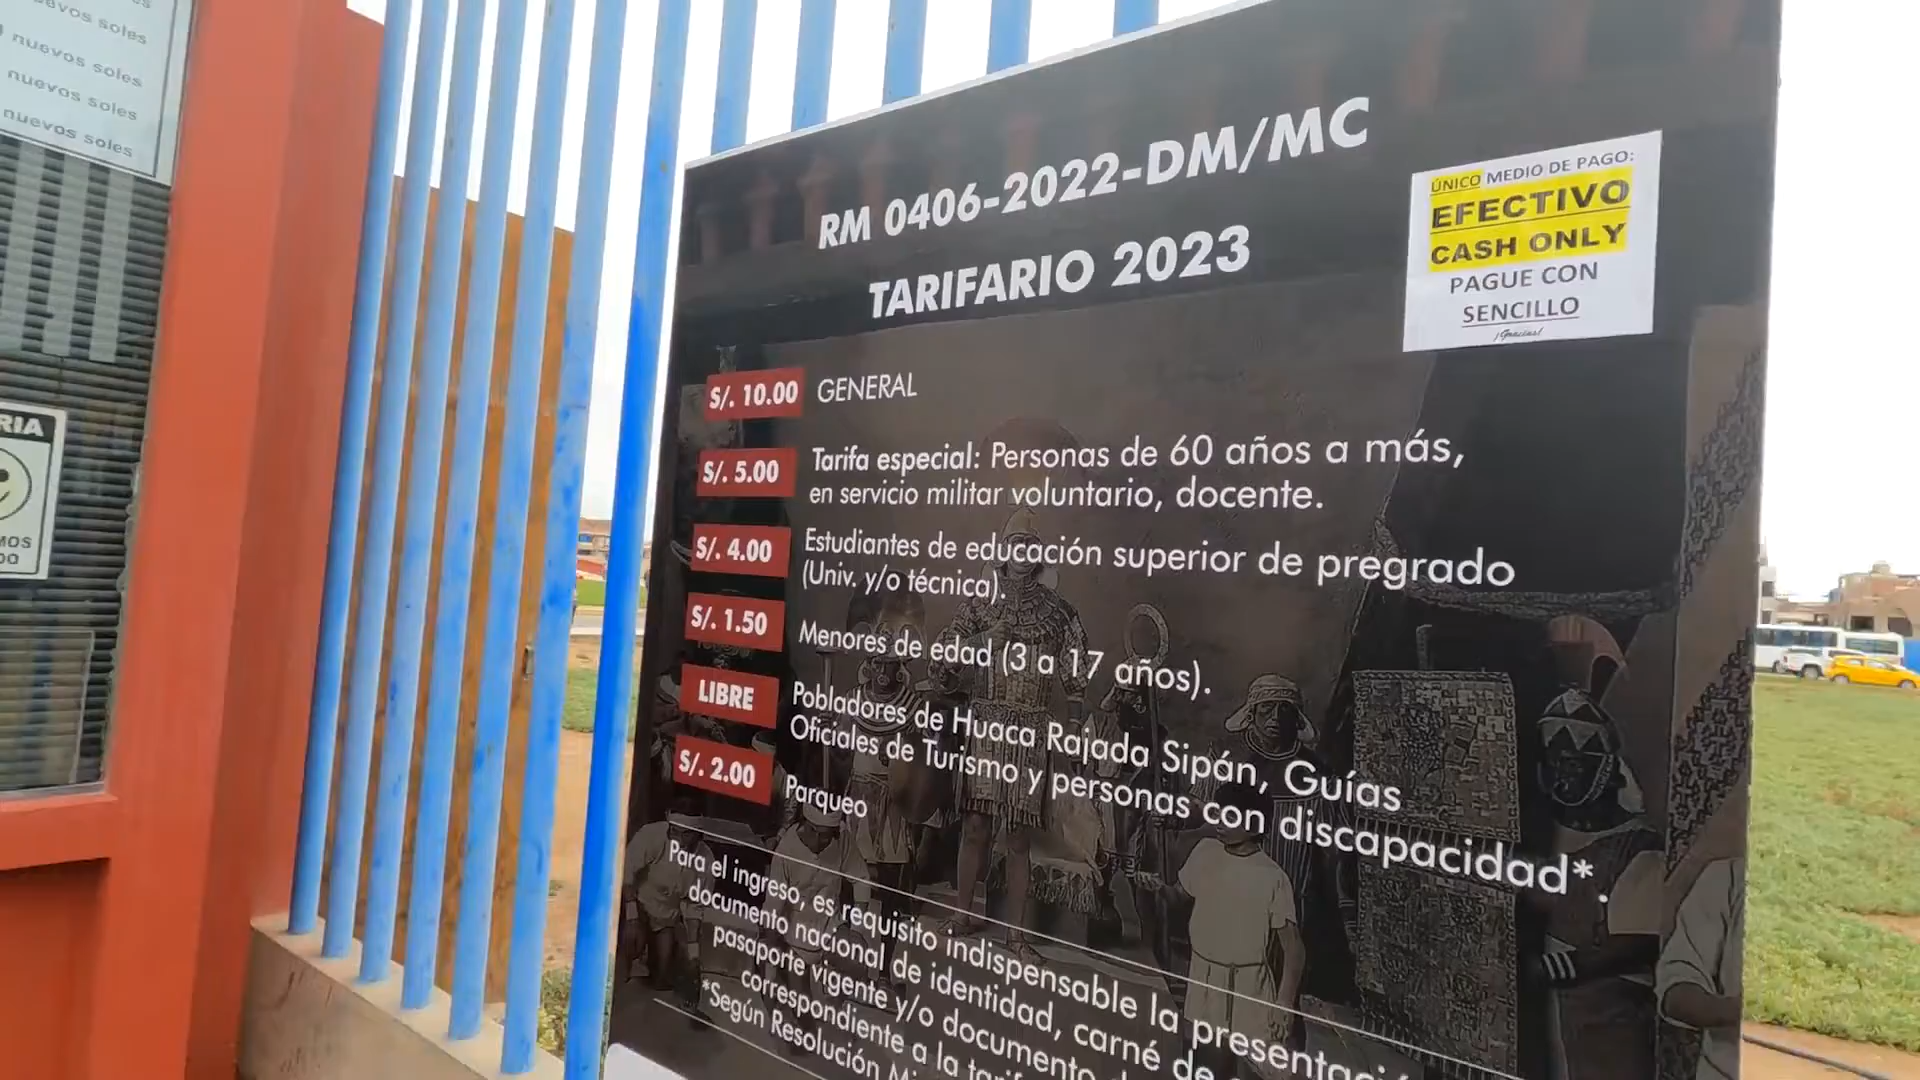 nuevos soles
nuevos soles
nuevos soles
nuevos soles
RIA
MOS
DO
RM 0406-2022-DM/MC
TARIFARIO 2023
ÚNICO MEDIO DE PAGO:
EFECTIVO
CASH ONLY
PAGUE CON
SENCILLO
¡Gracias!
S/. 10.00 GENERAL
S/. 5.00 Tarifa especial: Personas de 60 años a más,
en servicio militar voluntario, docente.
S/. 4.00 Estudiantes de educación superior de pregrado
(Univ. y/o técnica).
S/. 1.50 Menores de edad (3 a 17 años).
LIBRE Pobladores de Huaca Rajada Sipán, Guías
Oficiales de Turismo y personas con discapacidad*.
S/. 2.00 Parqueo
Para el ingreso, es requisito indispensable la presentaci
documento nacional de identidad, carné de
pasaporte vigente y/o documento
correspondiente a la tarif
*Según Resolución Mi